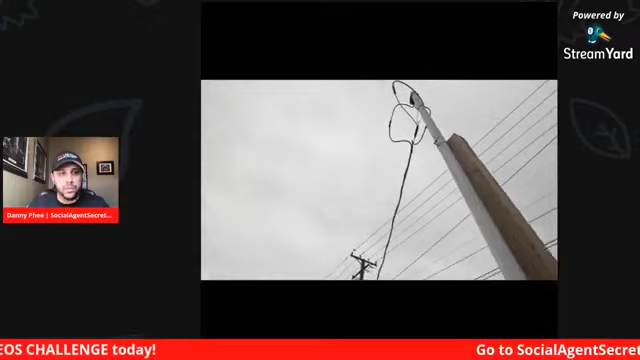 Powered by
StreamYard
Danny Phee | SocialAgentSecret...
EOS CHALLENGE today!
Go to SocialAgentSecret